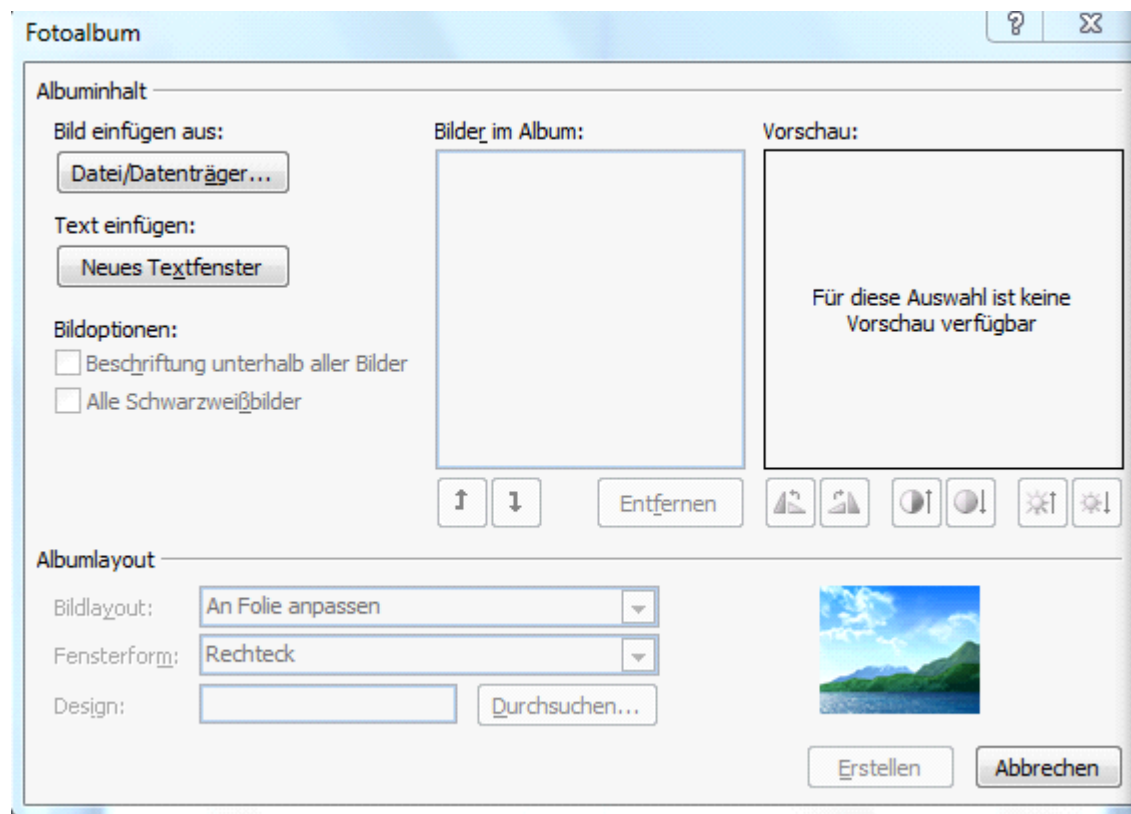 Fotoalbum
Albuminhalt
Bild einfügen aus:
Datei/Datenträger...
Text einfügen:
Neues Textfenster
Bildoptionen:
Beschriftung unterhalb aller Bilder
Alle Schwarzweißbilder
Bilder im Album:
Entfernen
Vorschau:
Für diese Auswahl ist keine
Vorschau verfügbar
Albumlayout
Bildlayout: An Folie anpassen
Fensterform: Rechteck
Design: Durchsuchen...
Erstellen Abbrechen